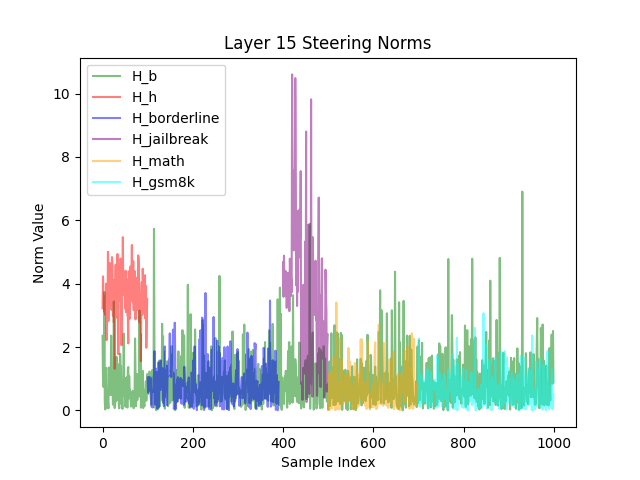 Layer 15 Steering Norms
H_b
H_h
H_borderline
H_jailbreak
H_math
H_gsm8k
10
8
6
4
2
0
Norm Value
0 200 400 600 800 1000
Sample Index